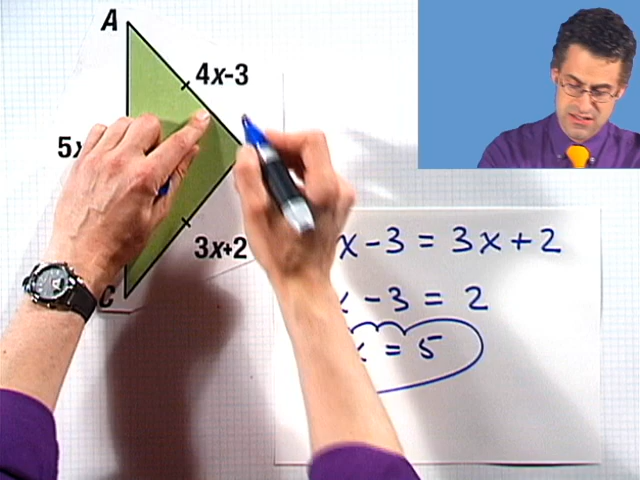 A
4x-3
5x
3x+2
C
x - 3 = 3x + 2
x - 3 = 2
x = 5